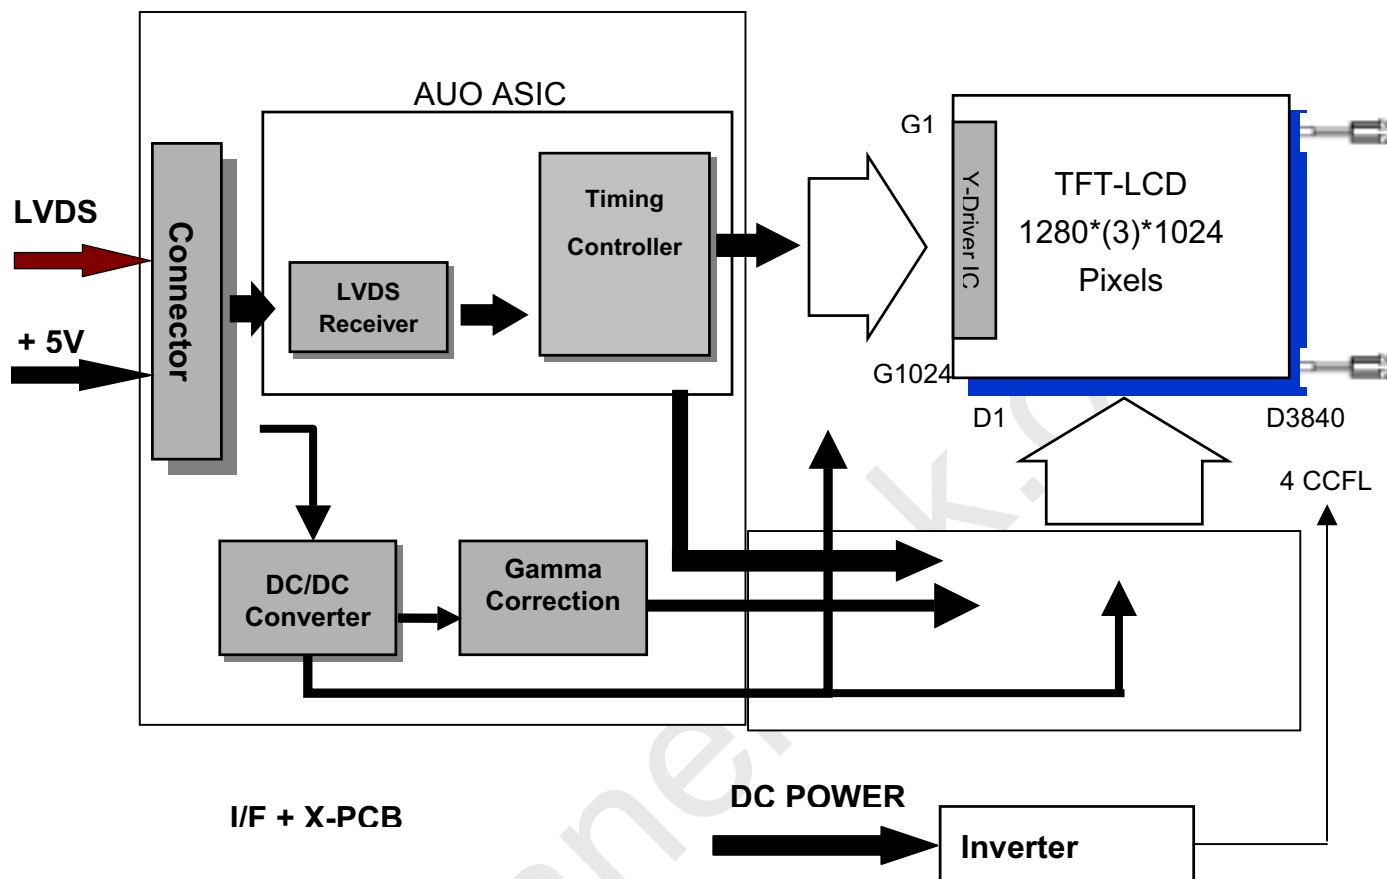 AUO ASIC
G1
Timing
Controller
Y-Driver IC
TFT-LCD
1280*(3)*1024
Pixels
LVDS
Connector
LVDS
Receiver
+ 5V
G1024
D1
D3840
4 CCFL
DC/DC
Converter
Gamma
Correction
I/F + X-PCB
DC POWER
Inverter